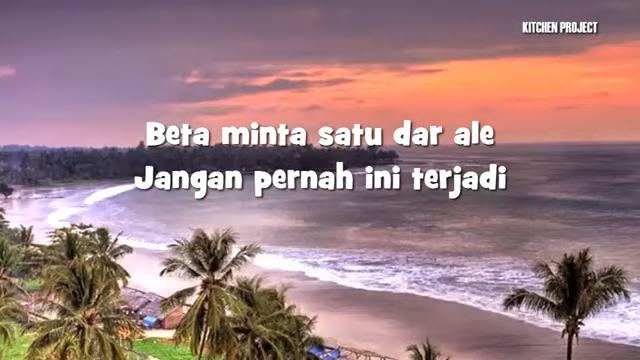 KITCHEN PROJECT
Beta minta satu dar ale
Jangan pernah ini terjadi